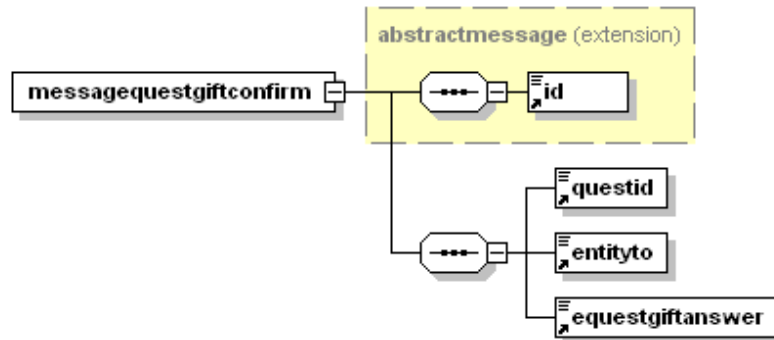 abstractmessage (extension)
messagequestgiftconfirm
id
questid
entityto
equestgiftanswer